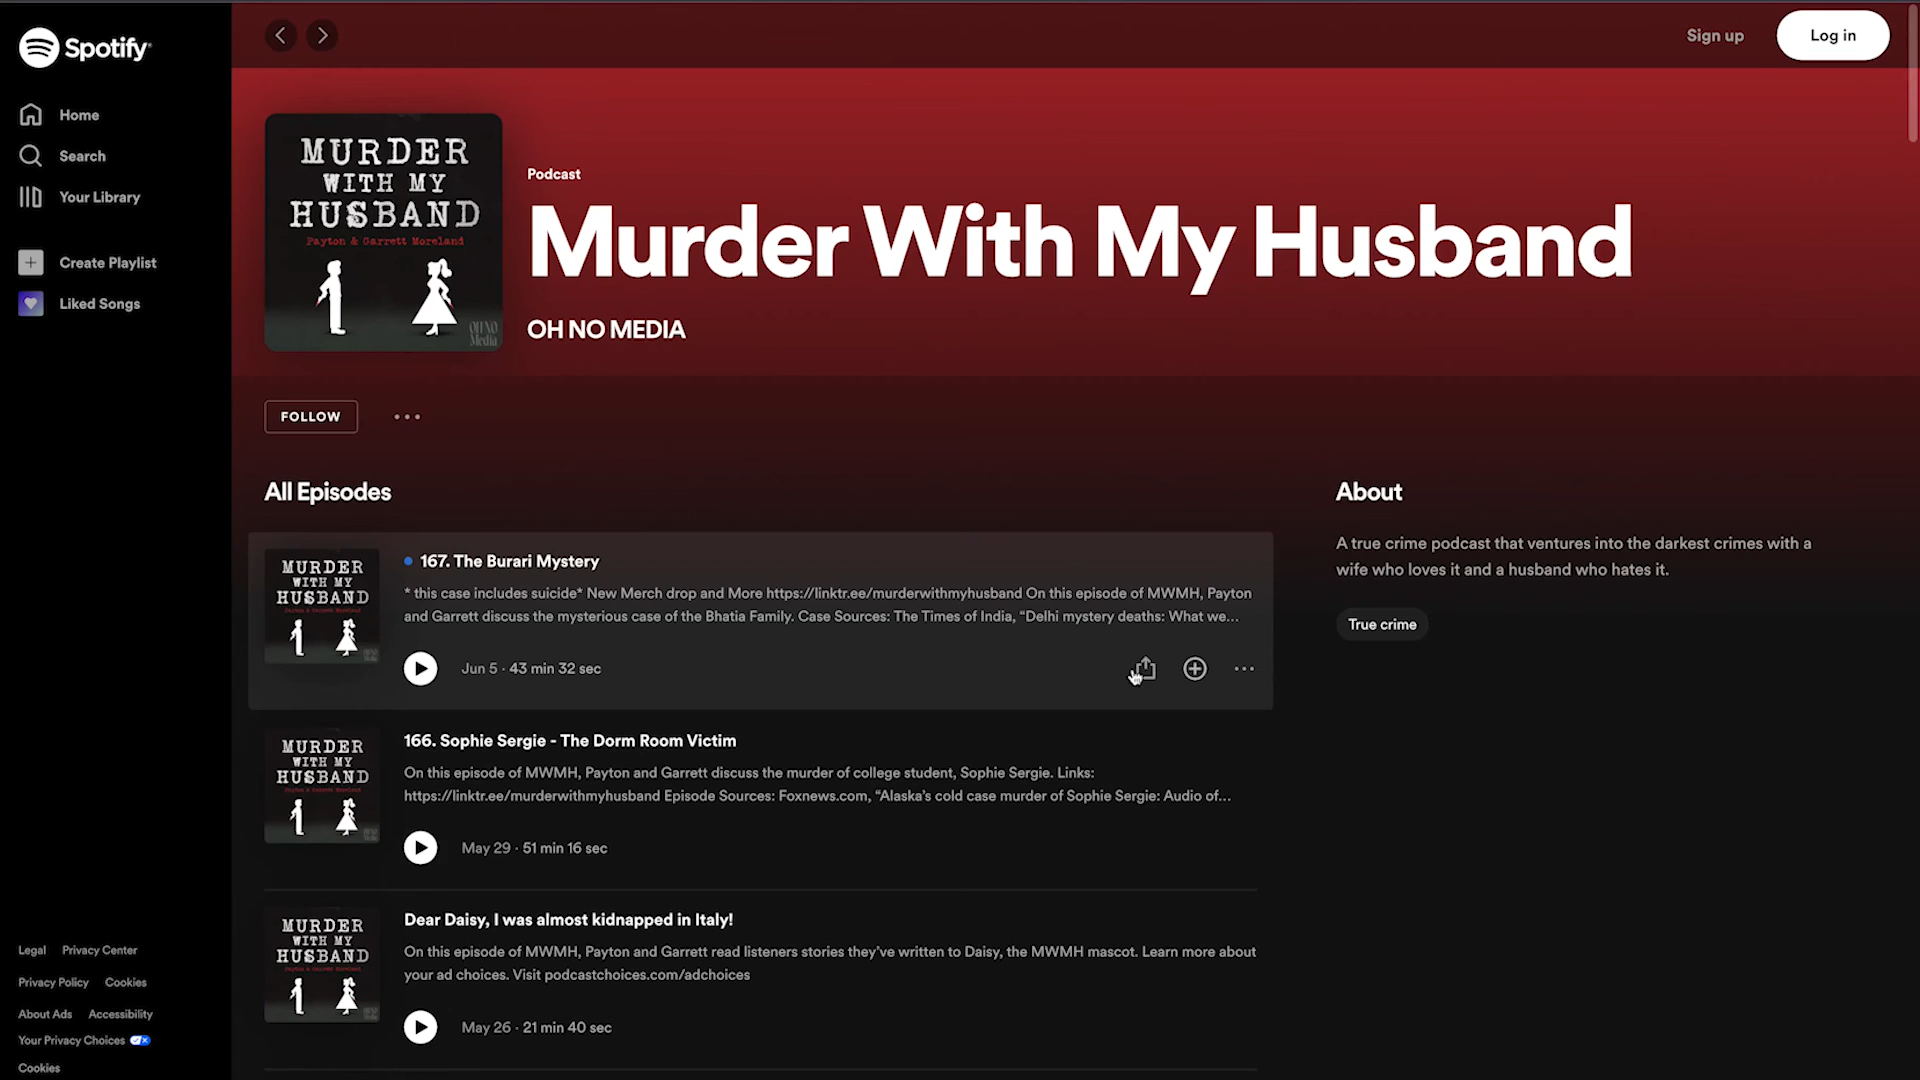 Spotify
Home
Search
Your Library
Create Playlist
Liked Songs
Legal Privacy Center
Privacy Policy Cookies
About Ads Accessibility
Your Privacy Choices
Cookies
Sign up
Log in
MURDER
WITH MY
HUSBAND
Payton & Garrett Moreland
OH NO
Media
Podcast
Murder With My Husband
OH NO MEDIA
FOLLOW
All Episodes
MURDER
WITH MY
HUSBAND
167. The Burari Mystery
* this case includes suicide* New Merch drop and More https://linktr.ee/murderwithmyhusband On this episode of MWMH, Payton
and Garrett discuss the mysterious case of the Bhatia Family. Case Sources: The Times of India, “Delhi mystery deaths: What we...
Jun 5 · 43 min 32 sec
MURDER
WITH MY
HUSBAND
166. Sophie Sergie - The Dorm Room Victim
On this episode of MWMH, Payton and Garrett discuss the murder of college student, Sophie Sergie. Links:
https://linktr.ee/murderwithmyhusband Episode Sources: Foxnews.com, “Alaska’s cold case murder of Sophie Sergie: Audio of...
May 29 · 51 min 16 sec
MURDER
WITH MY
HUSBAND
Dear Daisy, I was almost kidnapped in Italy!
On this episode of MWMH, Payton and Garrett read listeners stories they’ve written to Daisy, the MWMH mascot. Learn more about
your ad choices. Visit podcastchoices.com/adchoices
May 26 · 21 min 40 sec
About
A true crime podcast that ventures into the darkest crimes with a
wife who loves it and a husband who hates it.
True crime